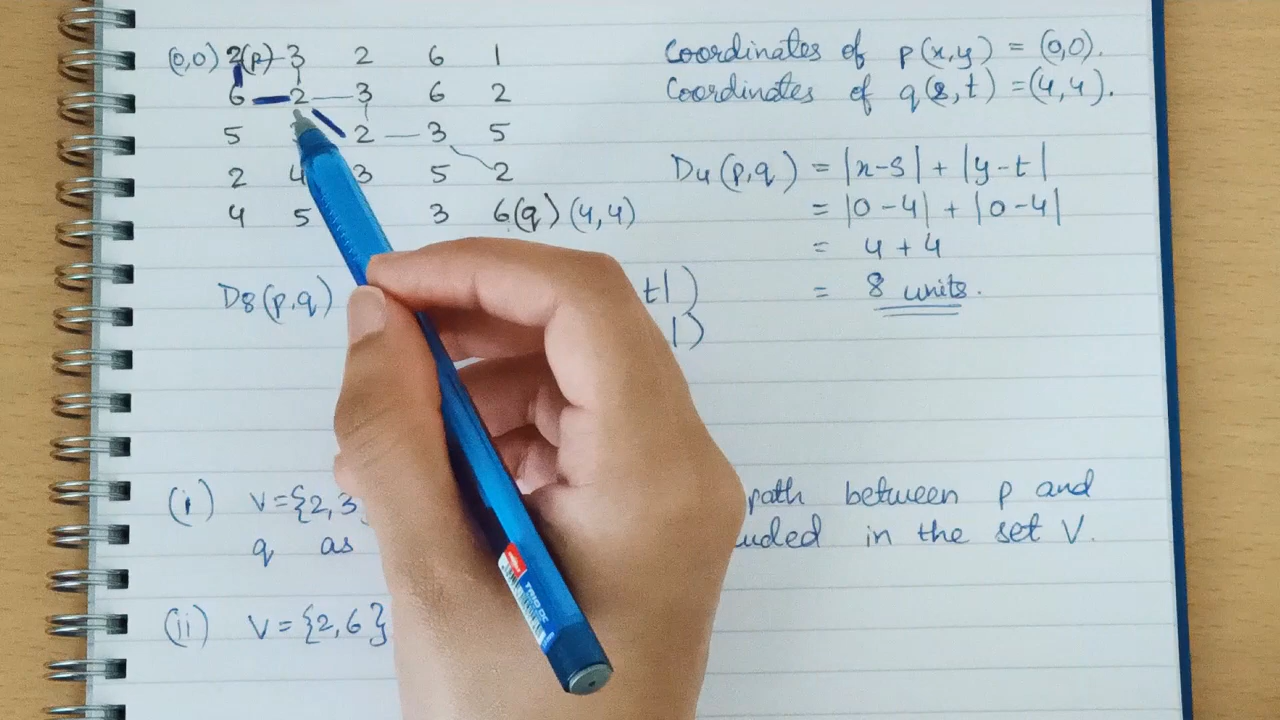 (0,0) 2(p) 3 2 6 1
6 2 3 6 2
5 2 3 5
2 4 3 5 2
4 5 3 6(q) (4,4)
Coordinates of p(x,y) = (0,0).
Coordinates of q(s,t) = (4,4).
D4(p,q) = |x-s| + |y-t|
= |0-4| + |0-4|
= 4 + 4
= 8 units.
D8(p,q) t|)
|)
(i) V={2,3 path between p and
q as uded in the set V.
(ii) V={2,6}
TRIO DX